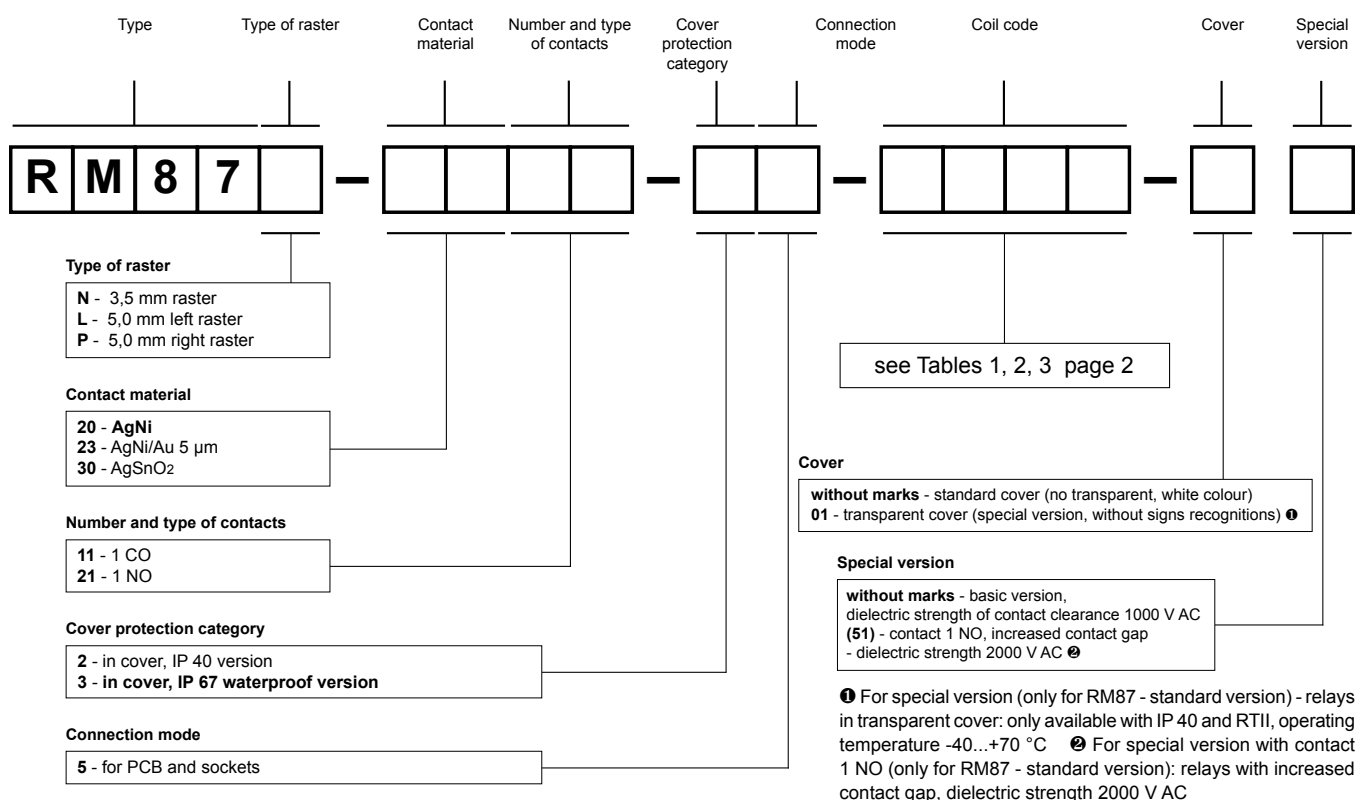 Type
Type of raster
Contact
material
Number and type
of contacts
Cover
protection
category
Connection
mode
Coil code
Cover
Special
version
R M 8 7 – – – –
Type of raster
N - 3,5 mm raster
L - 5,0 mm left raster
P - 5,0 mm right raster
see Tables 1, 2, 3 page 2
Contact material
20 - AgNi
23 - AgNi/Au 5 µm
30 - AgSnO2
Cover
without marks - standard cover (no transparent, white colour)
01 - transparent cover (special version, without signs recognitions) ❶
Number and type of contacts
11 - 1 CO
21 - 1 NO
Special version
without marks - basic version,
dielectric strength of contact clearance 1000 V AC
(51) - contact 1 NO, increased contact gap
- dielectric strength 2000 V AC ❷
Cover protection category
2 - in cover, IP 40 version
3 - in cover, IP 67 waterproof version
Connection mode
5 - for PCB and sockets
❶ For special version (only for RM87 - standard version) - relays
in transparent cover: only available with IP 40 and RTII, operating
temperature -40...+70 °C ❷ For special version with contact
1 NO (only for RM87 - standard version): relays with increased
contact gap, dielectric strength 2000 V AC